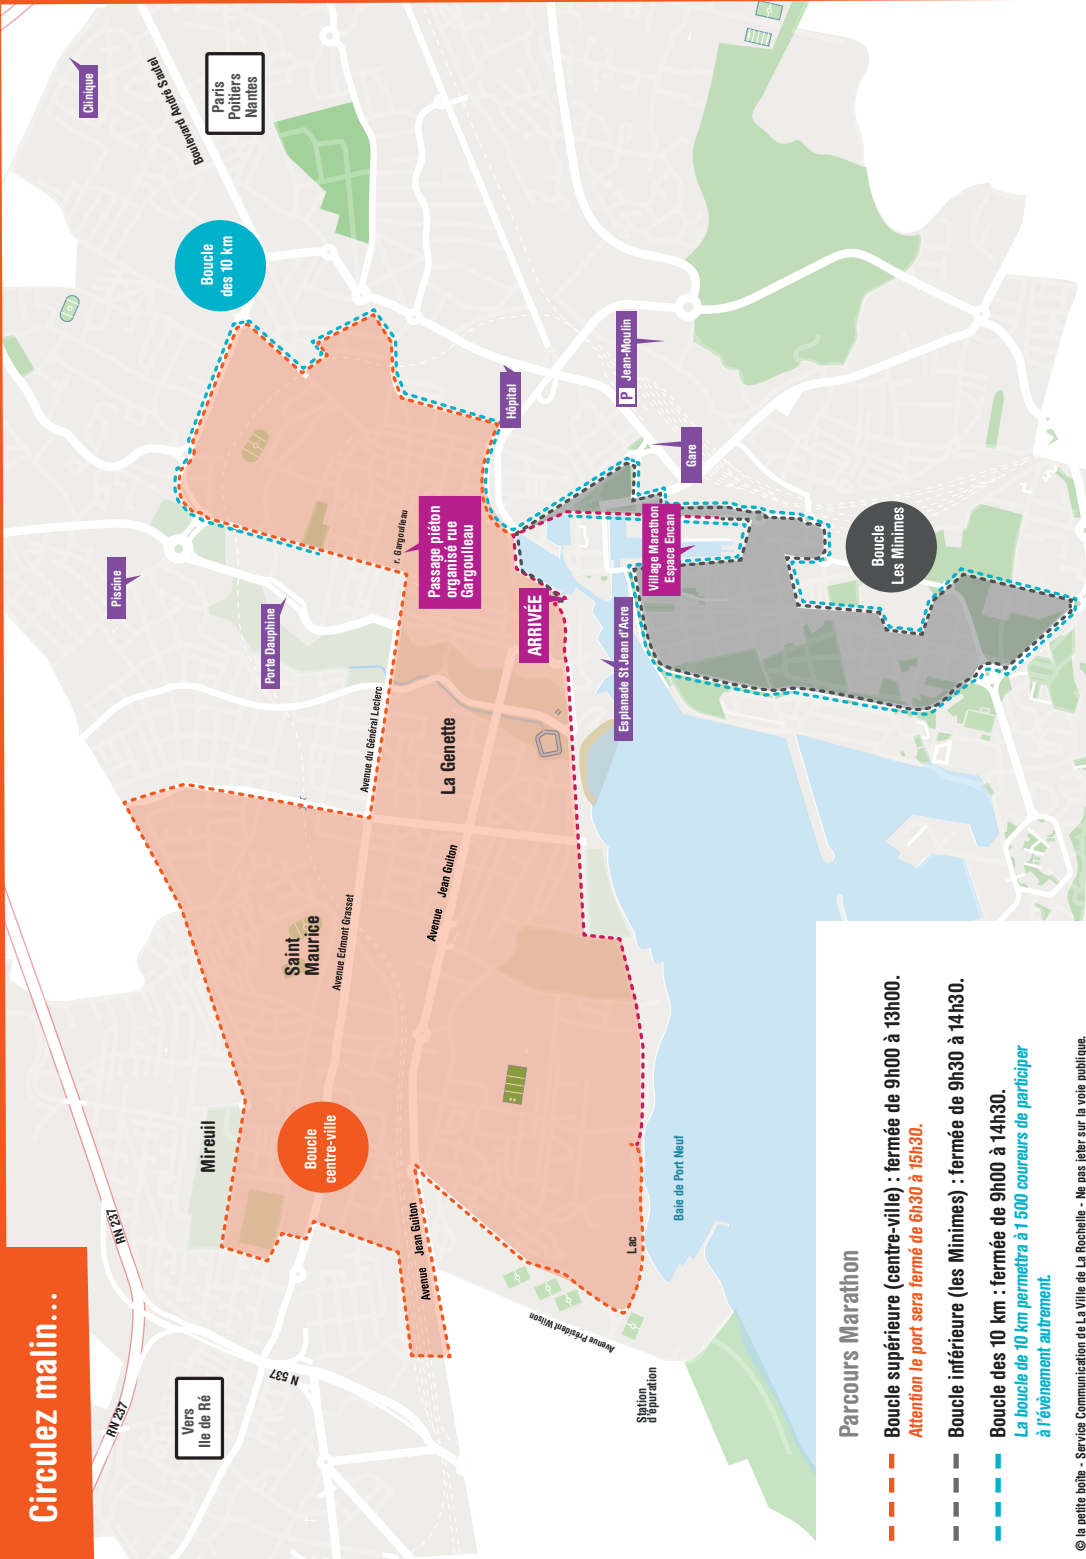 Circulez malin...
RN 237
RN 237
N 537
Vers
Ile de Ré
Mireuil
Boucle
centre-ville
Saint
Maurice
Avenue Edmont Grasset
Avenue Jean Guiton
Avenue Jean Guiton
Avenue Président Wilson
Station
d'épuration
Lac
Baie de Port Neuf
La Genette
Avenue du Général Leclerc
Porte Dauphine
Piscine
r. Gargoulleau
Passage piéton
organisé rue
Gargoulleau
ARRIVÉE
Esplanade St Jean d'Acre
Village Marathon
Espace Encan
Boucle
Les Minimes
Gare
P Jean-Moulin
Hôpital
Boucle
des 10 km
Boulevard André Sautel
Paris
Poitiers
Nantes
Clinique
Parcours Marathon
Boucle supérieure (centre-ville) : fermée de 9h00 à 13h00.
Attention le port sera fermé de 6h30 à 15h30.
Boucle inférieure (les Minimes) : fermée de 9h30 à 14h30.
Boucle des 10 km : fermée de 9h00 à 14h30.
La boucle de 10 km permettra à 1 500 coureurs de participer
à l'évènement autrement.
© la petite boîte - Service Communication de La Ville de La Rochelle - Ne pas jeter sur la voie publique.